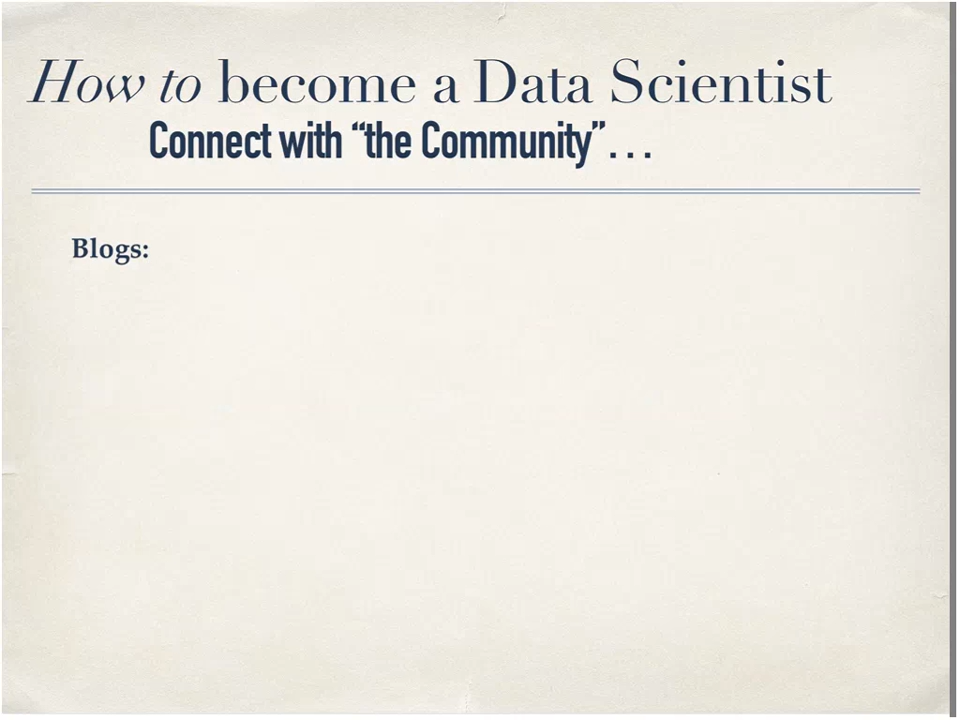 How to become a Data Scientist
Connect with “the Community”...
Blogs: